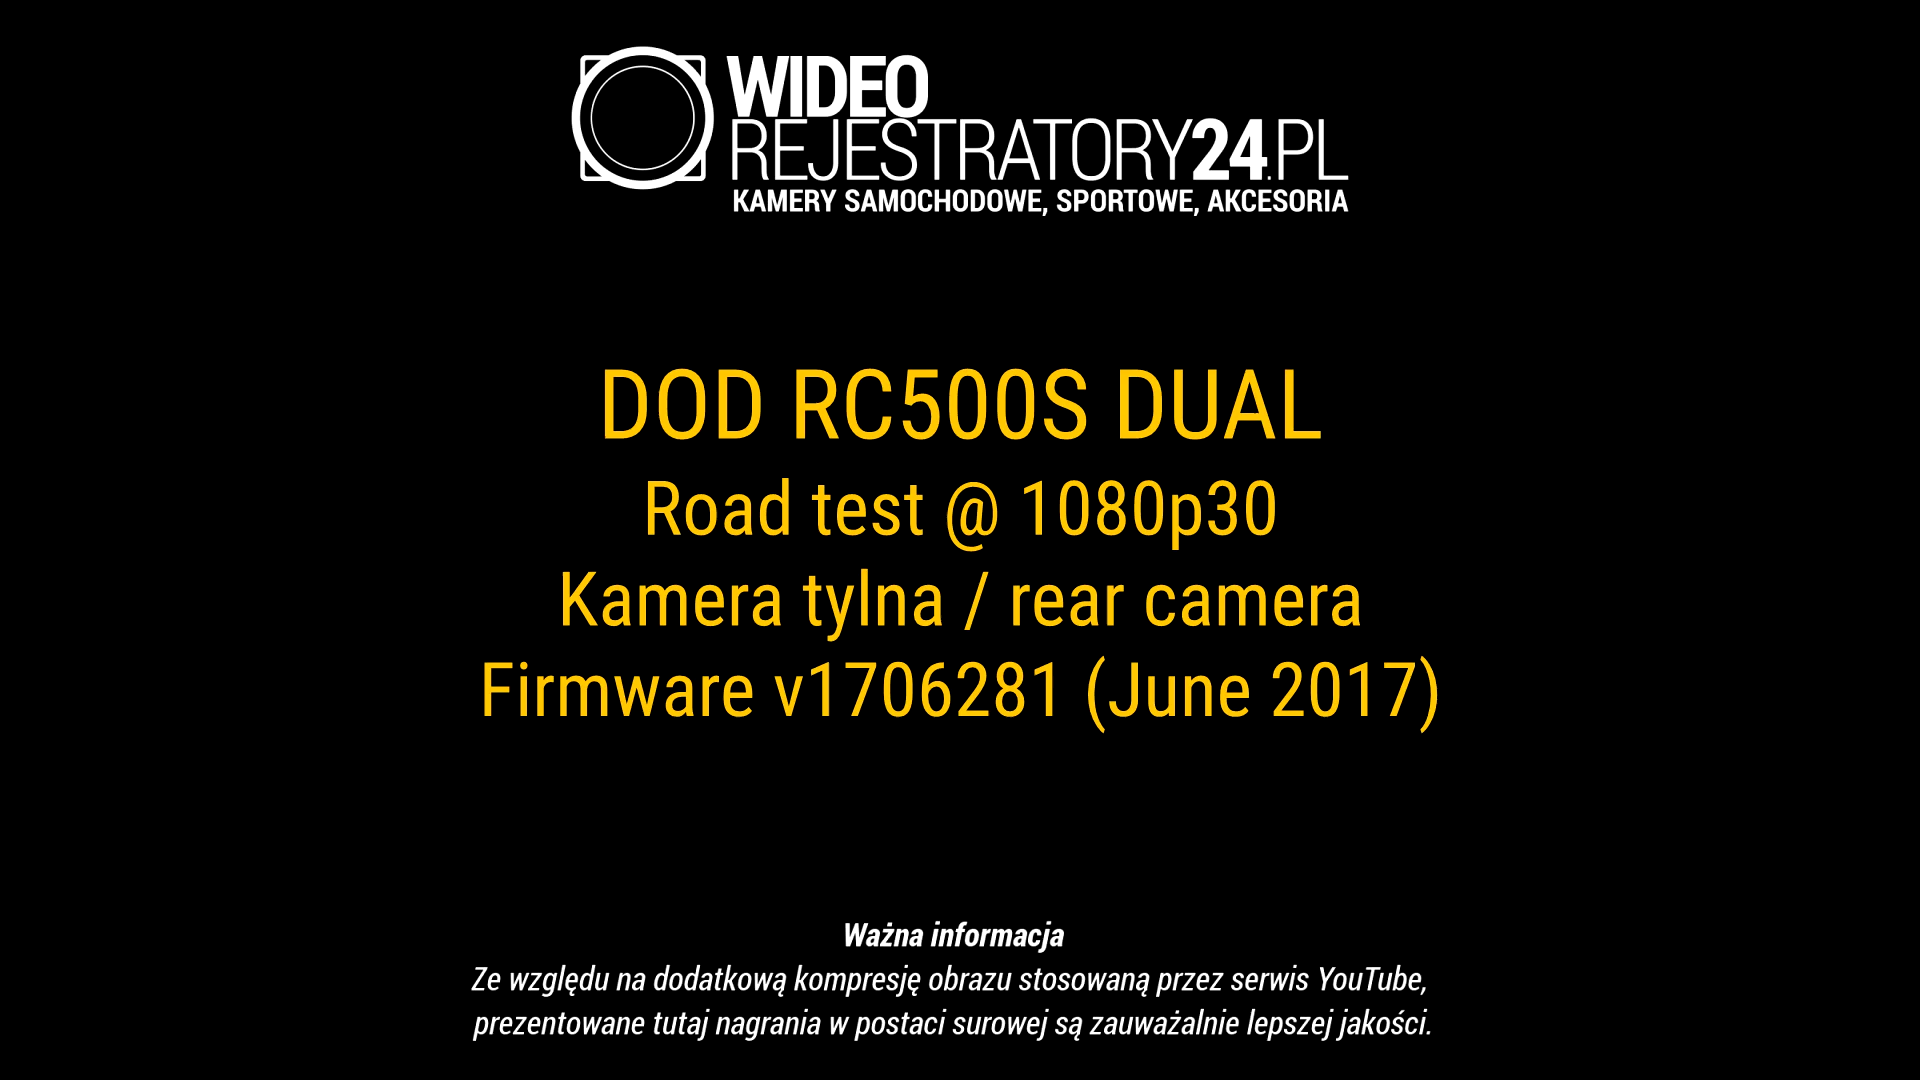 WIDEO
REJESTRATORY24.PL
KAMERY SAMOCHODOWE, SPORTOWE, AKCESORIA
DOD RC500S DUAL
Road test @ 1080p30
Kamera tylna / rear camera
Firmware v1706281 (June 2017)
Ważna informacja
Ze względu na dodatkową kompresję obrazu stosowaną przez serwis YouTube,
prezentowane tutaj nagrania w postaci surowej są zauważalnie lepszej jakości.